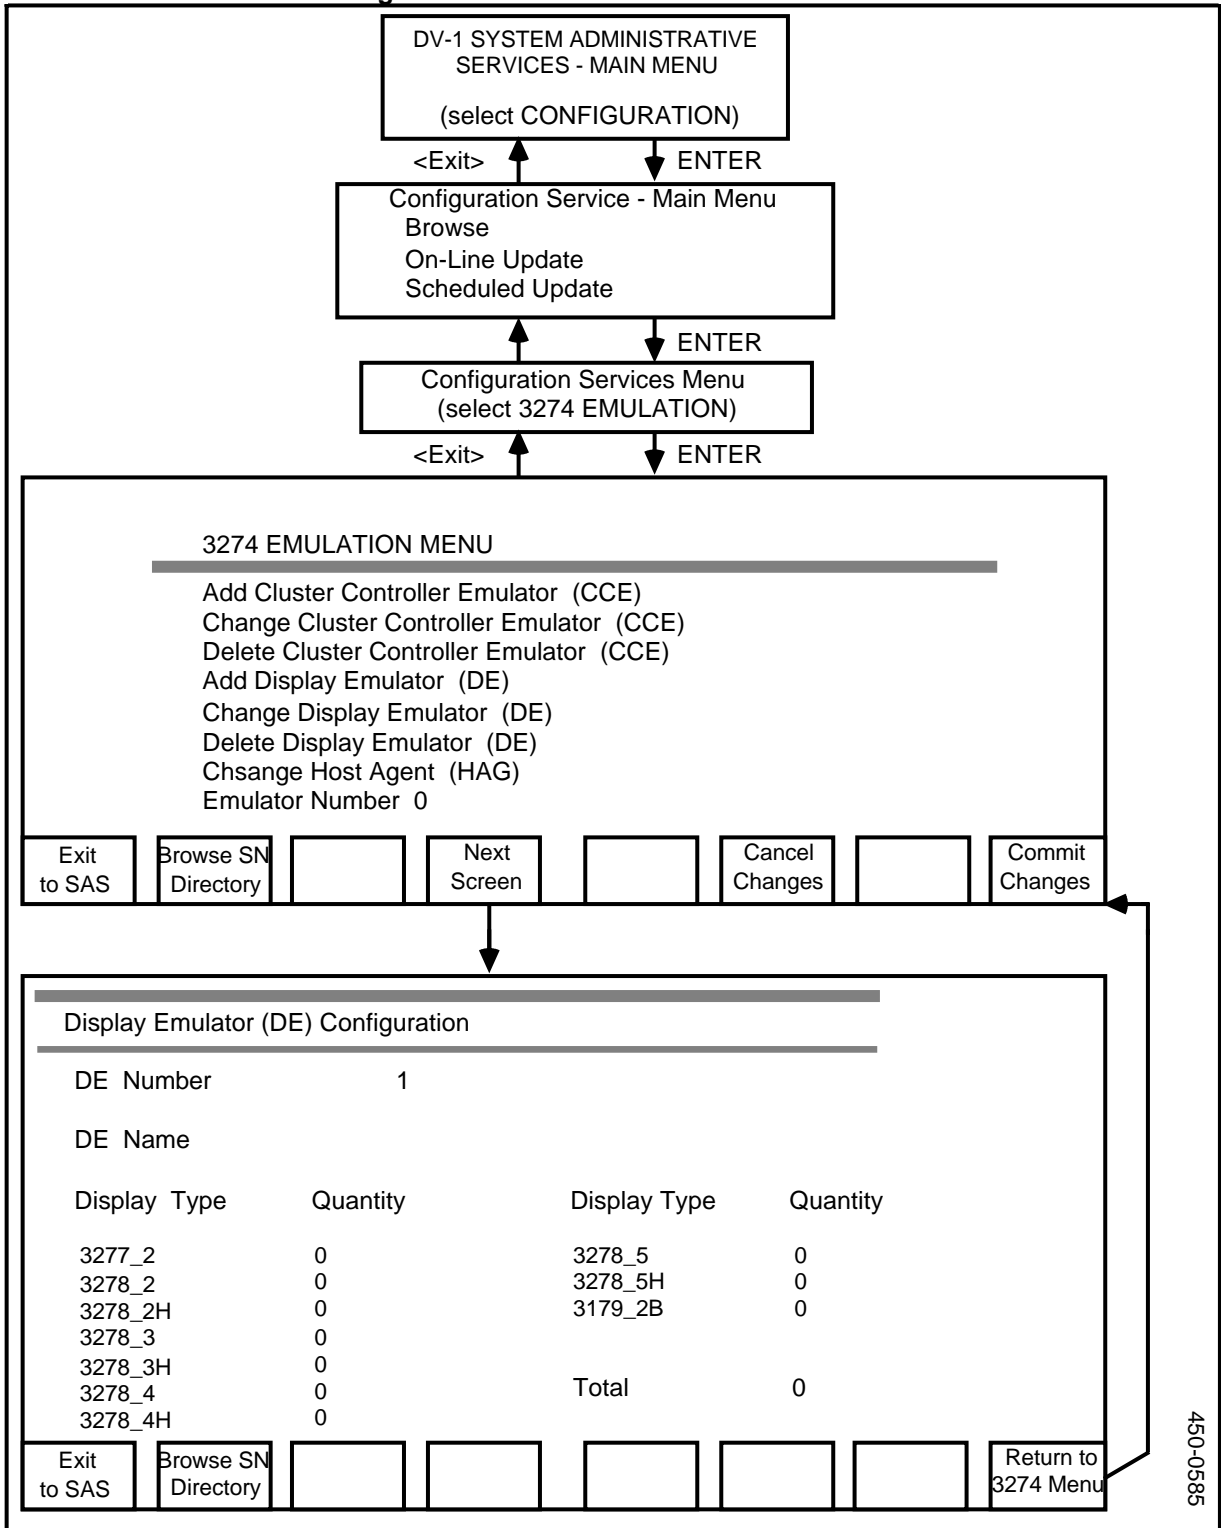 DV-1 SYSTEM ADMINISTRATIVE
SERVICES - MAIN MENU
(select CONFIGURATION)
<Exit> ENTER
Configuration Service - Main Menu
Browse
On-Line Update
Scheduled Update
ENTER
Configuration Services Menu
(select 3274 EMULATION)
<Exit> ENTER
3274 EMULATION MENU
Add Cluster Controller Emulator (CCE)
Change Cluster Controller Emulator (CCE)
Delete Cluster Controller Emulator (CCE)
Add Display Emulator (DE)
Change Display Emulator (DE)
Delete Display Emulator (DE)
Chsange Host Agent (HAG)
Emulator Number 0
Exit
to SAS
Browse SN
Directory
Next
Screen
Cancel
Changes
Commit
Changes
Display Emulator (DE) Configuration
DE Number 1
DE Name
Display Type Quantity Display Type Quantity
3277_2 0 3278_5 0
3278_2 0 3278_5H 0
3278_2H 0 3179_2B 0
3278_3 0
3278_3H 0
3278_4 0 Total 0
3278_4H 0
Exit
to SAS
Browse SN
Directory
Return to
3274 Menu
450-0585